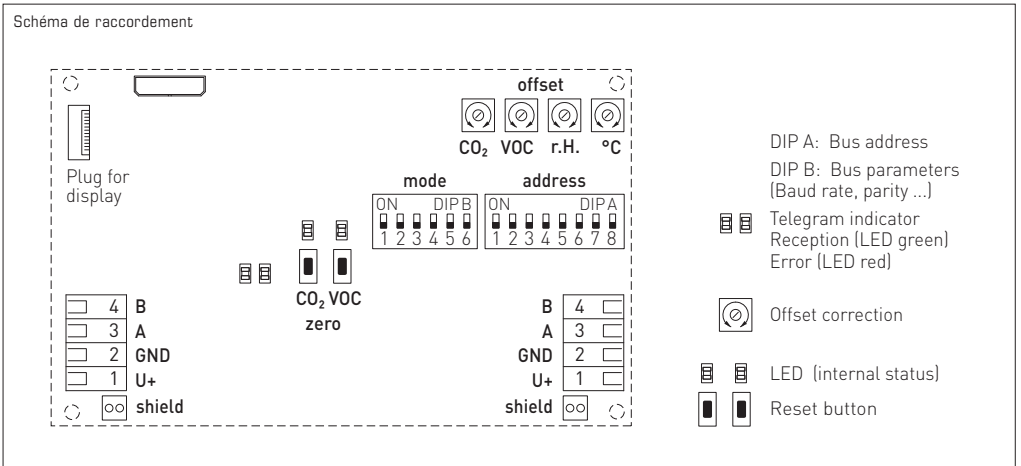 Schéma de raccordement
offset
CO₂ VOC r.H. °C
Plug for
display
mode
address
ON DIP B
1 2 3 4 5 6
ON DIP A
1 2 3 4 5 6 7 8
CO₂ VOC
zero
4 B
3 A
2 GND
1 U+
shield
B 4
A 3
GND 2
U+ 1
shield
DIP A: Bus address
DIP B: Bus parameters
(Baud rate, parity ...)
Telegram indicator
Reception (LED green)
Error (LED red)
Offset correction
LED (internal status)
Reset button